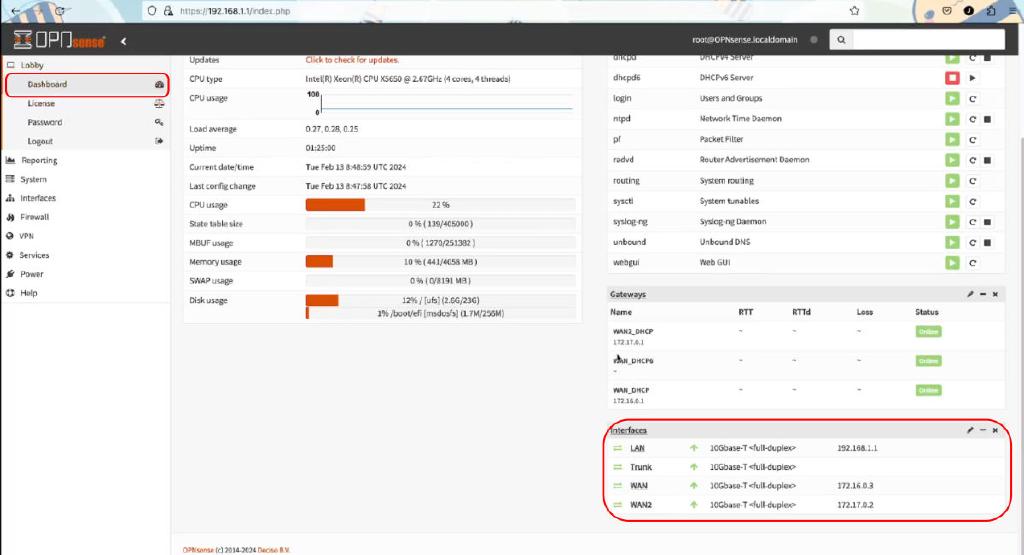 https://192.168.1.1/index.php
OPNsense
root@OPNsense.localdomain
Lobby
Dashboard
License
Password
Logout
Reporting
System
Interfaces
Firewall
VPN
Services
Power
Help
Updates Click to check for updates.
CPU type Intel(R) Xeon(R) CPU X5650 @ 2.67GHz (4 cores, 4 threads)
CPU usage 100
0
Load average 0.27, 0.28, 0.25
Uptime 01:25:00
Current date/time Tue Feb 13 8:48:59 UTC 2024
Last config change Tue Feb 13 8:47:58 UTC 2024
CPU usage 22 %
State table size 0 % ( 139/405000 )
MBUF usage 0 % ( 1270/251382 )
Memory usage 10 % ( 441/4058 MB )
SWAP usage 0 % ( 0/8191 MB )
Disk usage 12% / [ufs] (2.6G/23G)
1% /boot/efi [msdosfs] (1.7M/256M)
dhcpd DHCPv4 Server
dhcpd6 DHCPv6 Server
login Users and Groups
ntpd Network Time Daemon
pf Packet Filter
radvd Router Advertisement Daemon
routing System routing
sysctl System tunables
syslog-ng Syslog-ng Daemon
unbound Unbound DNS
webgui Web GUI
Gateways
Name RTT RTTd Loss Status
WAN2_DHCP ~ ~ ~ Online
172.17.0.1
WAN_DHCP6 ~ ~ ~ Online
~
WAN_DHCP ~ ~ ~ Online
172.16.0.1
Interfaces
LAN 10Gbase-T <full-duplex> 192.168.1.1
Trunk 10Gbase-T <full-duplex>
WAN 10Gbase-T <full-duplex> 172.16.0.3
WAN2 10Gbase-T <full-duplex> 172.17.0.2
OPNsense (c) 2014-2024 Deciso B.V.